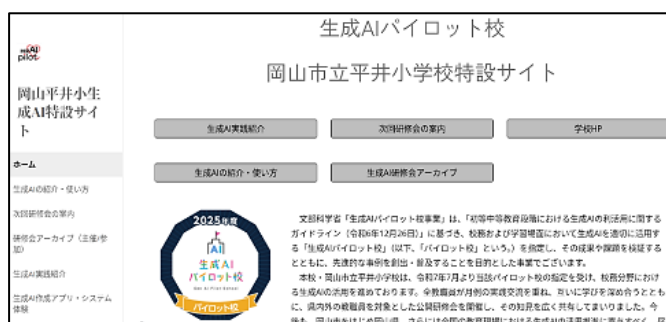 生成AIパイロット校
岡山市立平井小学校特設サイト
AI
pilot
岡山平井小生
成AI特設サイ
ト
ホーム
生成AIの紹介・使い方
次回研修会の案内
研修会アーカイブ（主催/参
加）
生成AI実践紹介
生成AI作成アプリ・システム
体験
生成AI実践紹介
次回研修会の案内
学校HP
生成AIの紹介・使い方
生成AI研修会アーカイブ
2025年度
AI
生成AI
パイロット校
パイロット校
文部科学省「生成AIパイロット校事業」は、「初等中等教育段階における生成AIの利活用に関する
ガイドライン（令和6年12月26日）」に基づき、校務および学習場面において生成AIを適切に活用す
る「生成AIパイロット校」（以下、「パイロット校」という。）を指定し、その成果や課題を検証する
とともに、先進的な事例を創出・普及することを目的とした事業でございます。
本校・岡山市立平井小学校は、令和7年7月より当該パイロット校の指定を受け、校務分野におけ
る生成AIの活用を進めております。全教職員が月例の実践交流を重ね、互いに学びを深め合うととも
に、県内外の教職員を対象とした公開研修会を開催し、その知見を広く共有してまいりました。今